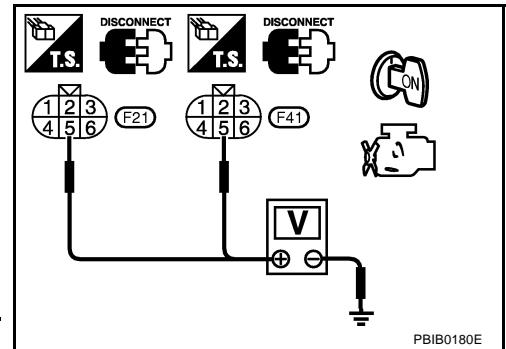 DISCONNECT
T.S.
DISCONNECT
T.S.
1 2 3
4 5 6
F21
1 2 3
4 5 6
F41
ON
V
+ −
PBIB0180E